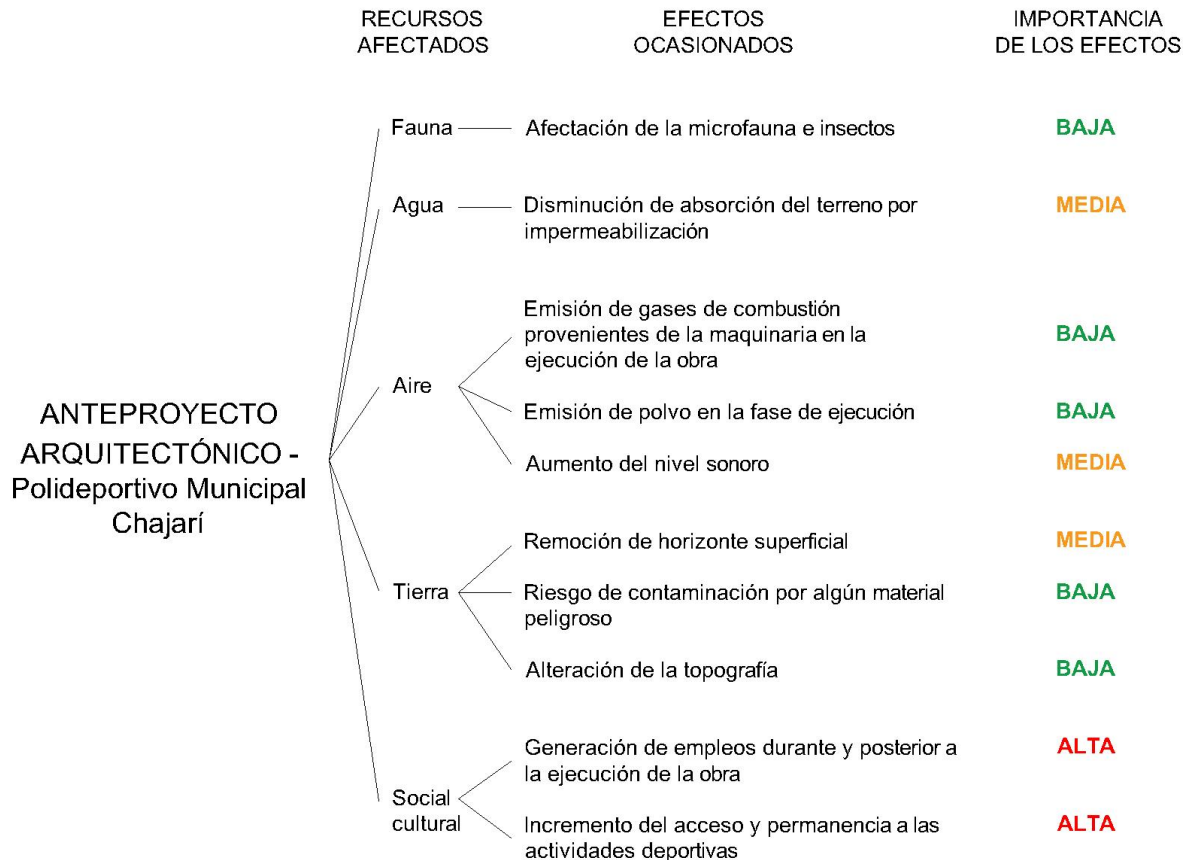 RECURSOS
AFECTADOS
EFECTOS
OCASIONADOS
IMPORTANCIA
DE LOS EFECTOS
ANTEPROYECTO
ARQUITECTÓNICO -
Polideportivo Municipal
Chajarí
Fauna
Afectación de la microfauna e insectos
BAJA
Agua
Disminución de absorción del terreno por
impermeabilización
MEDIA
Aire
Emisión de gases de combustión
provenientes de la maquinaria en la
ejecución de la obra
BAJA
Emisión de polvo en la fase de ejecución
BAJA
Aumento del nivel sonoro
MEDIA
Tierra
Remoción de horizonte superficial
MEDIA
Riesgo de contaminación por algún material
peligroso
BAJA
Alteración de la topografía
BAJA
Social
cultural
Generación de empleos durante y posterior a
la ejecución de la obra
ALTA
Incremento del acceso y permanencia a las
actividades deportivas
ALTA